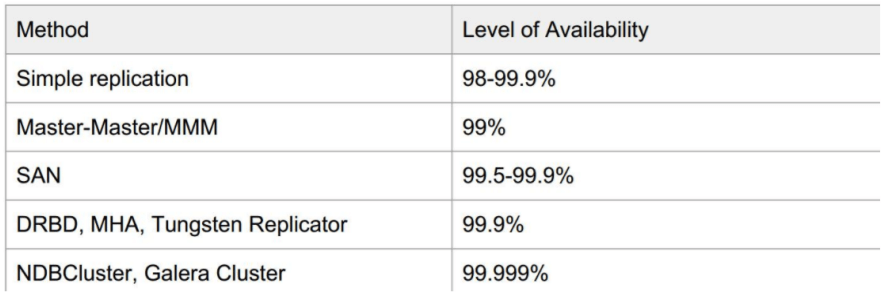 Method Level of Availability
Simple replication 98-99.9%
Master-Master/MMM 99%
SAN 99.5-99.9%
DRBD, MHA, Tungsten Replicator 99.9%
NDBCluster, Galera Cluster 99.999%